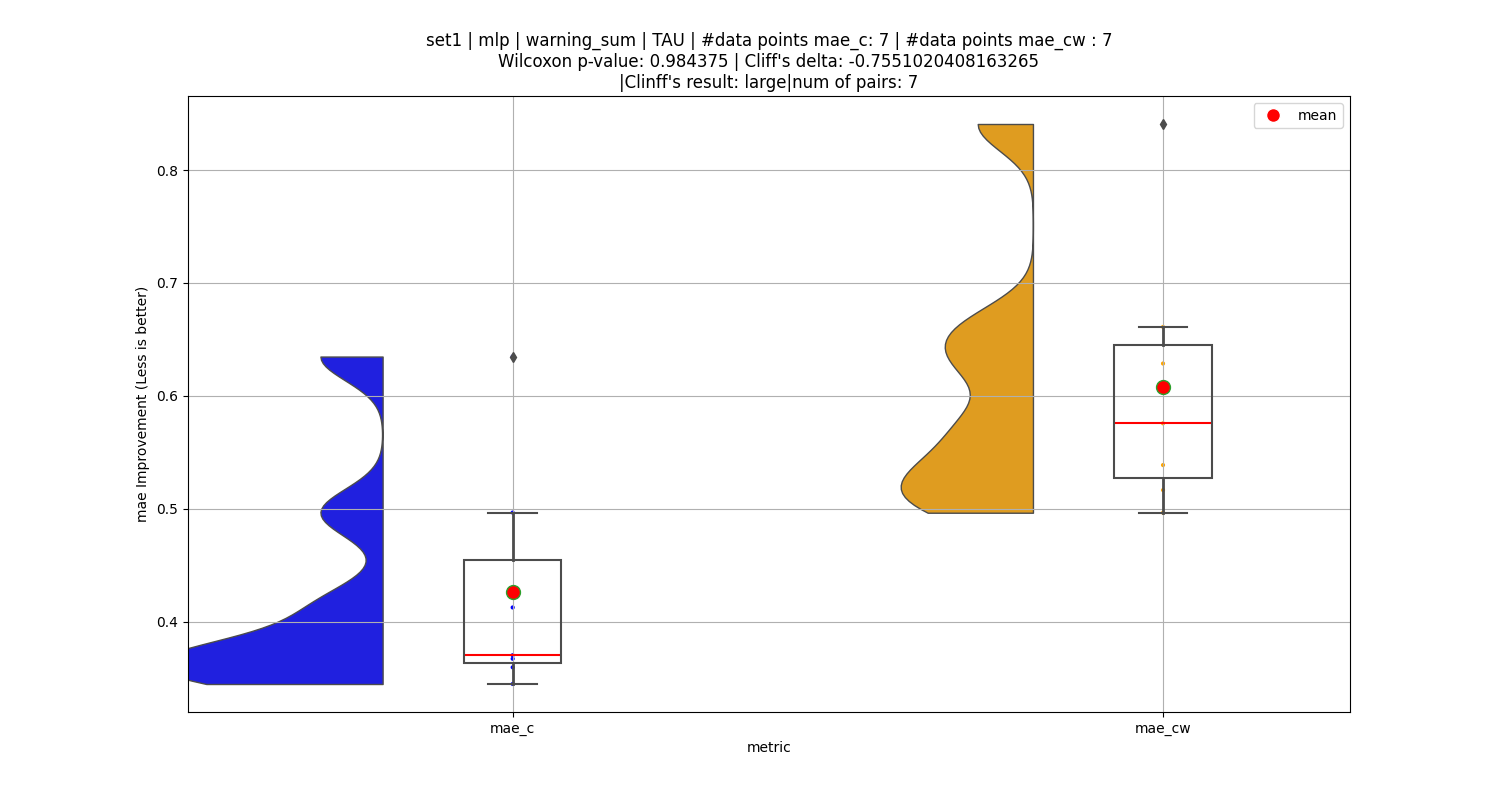 set1 | mlp | warning_sum | TAU | #data points mae_c: 7 | #data points mae_cw : 7
Wilcoxon p-value: 0.984375 | Cliff's delta: -0.7551020408163265
|Clinff's result: large|num of pairs: 7
mean
mae Improvement (Less is better)
0.8
0.7
0.6
0.5
0.4
mae_c
mae_cw
metric